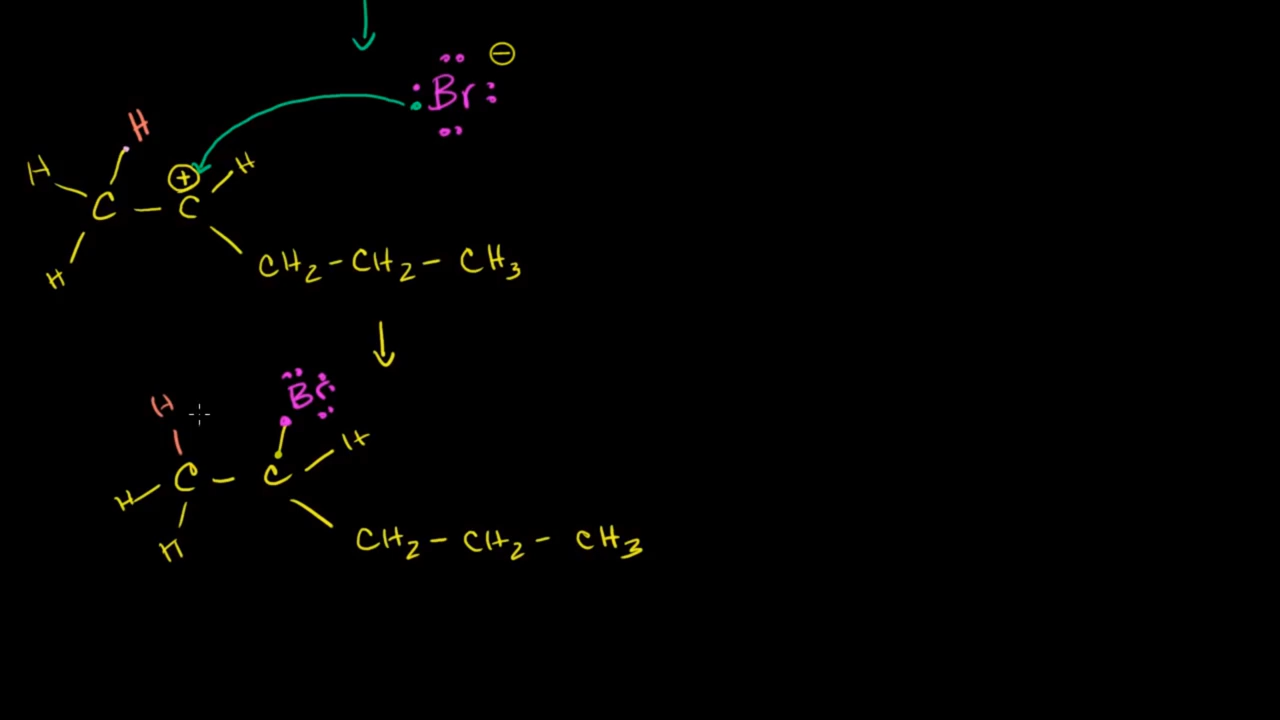 Br ⊖
H
H ⊕ H
C – C
H CH₂ – CH₂ – CH₃
Br
H
H
C – C
H
H
CH₂ – CH₂ – CH₃